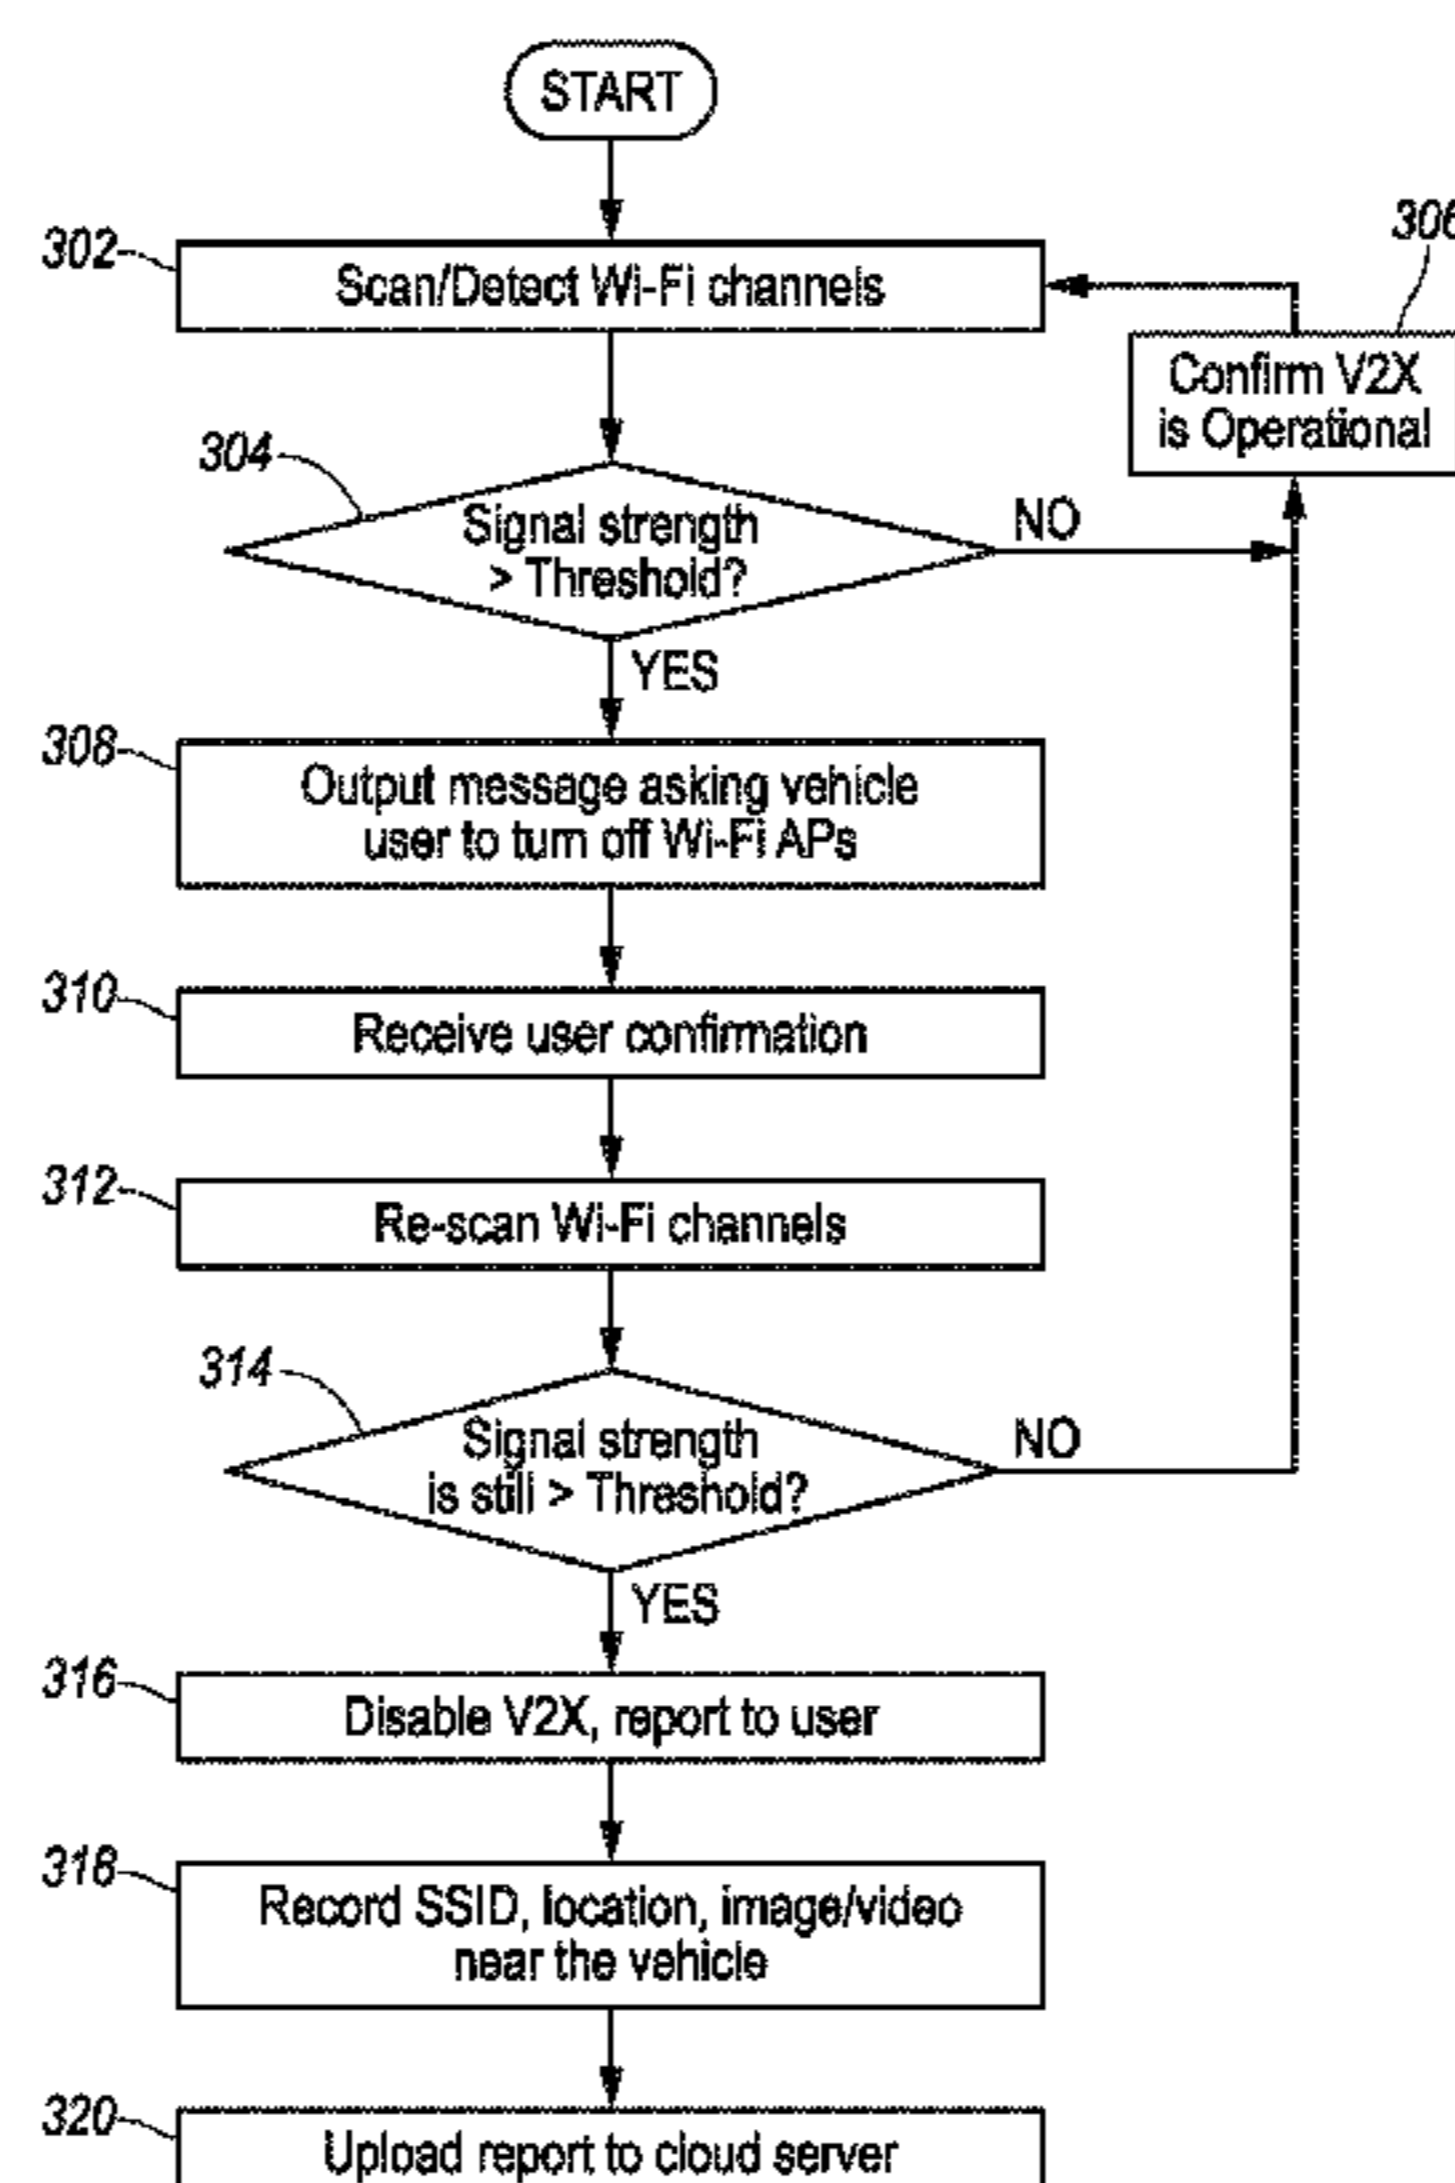 START
302
Scan/Detect Wi-Fi channels
306
Confirm V2X
is Operational
304
Signal strength
> Threshold?
NO
YES
308
Output message asking vehicle
user to turn off Wi-Fi APs
310
Receive user confirmation
312
Re-scan Wi-Fi channels
314
Signal strength
is still > Threshold?
NO
YES
316
Disable V2X, report to user
318
Record SSID, location, image/video
near the vehicle
320
Upload report to cloud server